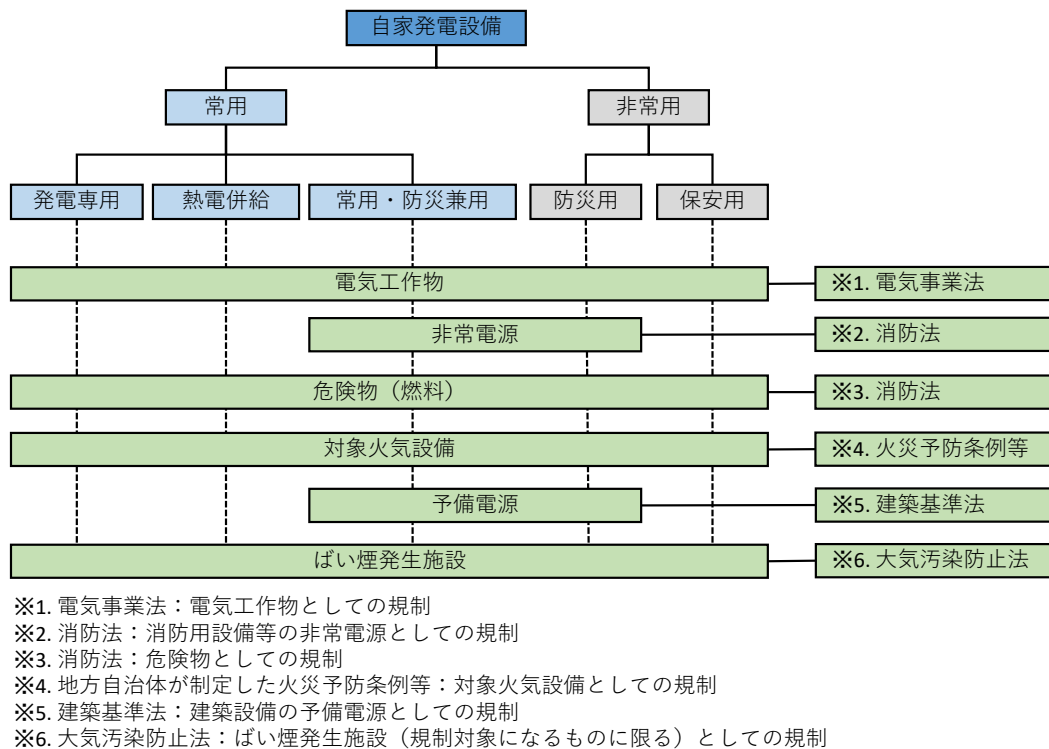 自家発電設備
常用
非常用
発電専用
熱電併給
常用・防災兼用
防災用
保安用
電気工作物
※1. 電気事業法
非常電源
※2. 消防法
危険物（燃料）
※3. 消防法
対象火気設備
※4. 火災予防条例等
予備電源
※5. 建築基準法
ばい煙発生施設
※6. 大気汚染防止法
※1. 電気事業法：電気工作物としての規制
※2. 消防法：消防用設備等の非常電源としての規制
※3. 消防法：危険物としての規制
※4. 地方自治体が制定した火災予防条例等：対象火気設備としての規制
※5. 建築基準法：建築設備の予備電源としての規制
※6. 大気汚染防止法：ばい煙発生施設（規制対象になるものに限る）としての規制